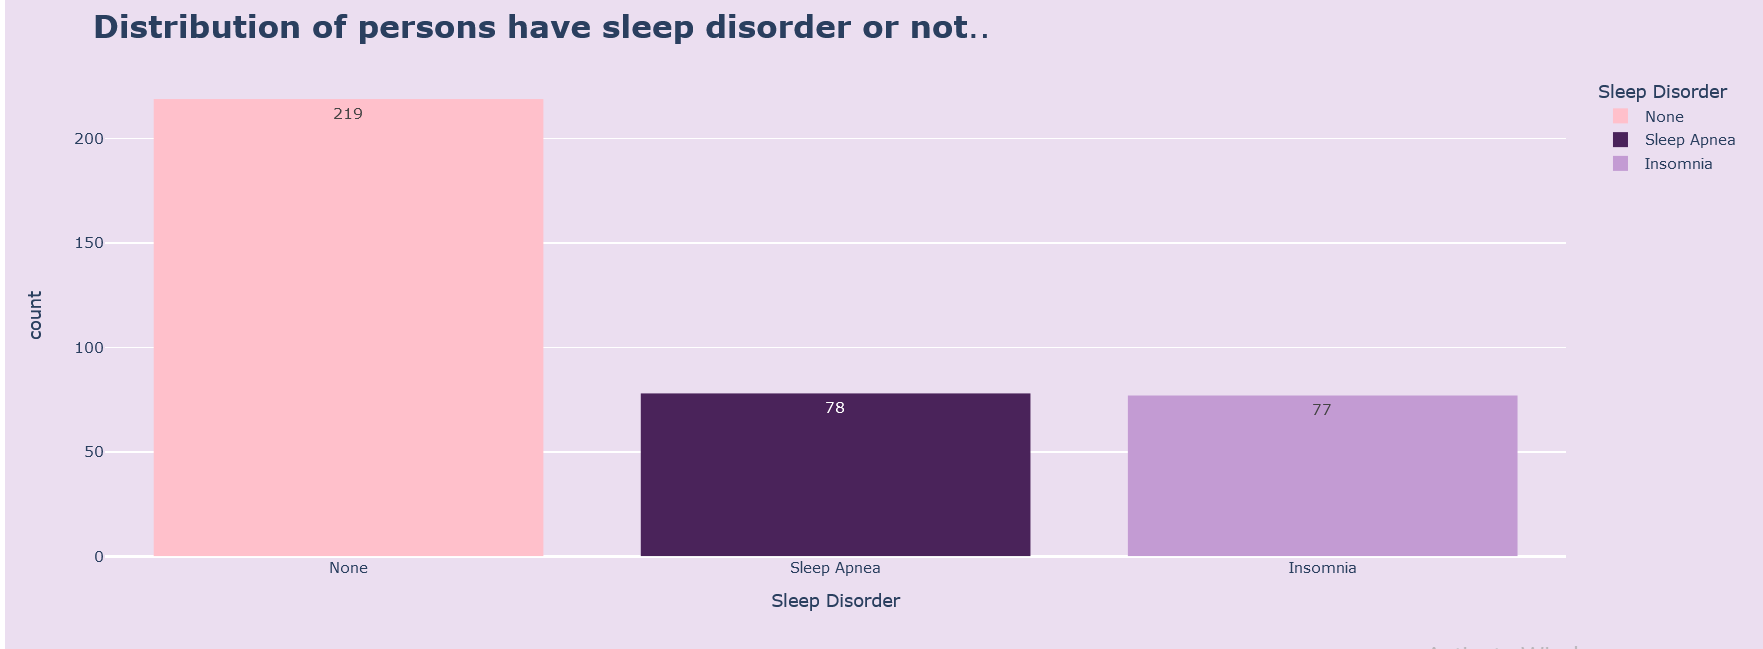 Distribution of persons have sleep disorder or not..
Sleep Disorder
None
Sleep Apnea
Insomnia
219
200
150
100
78
77
50
0
count
None
Sleep Apnea
Insomnia
Sleep Disorder